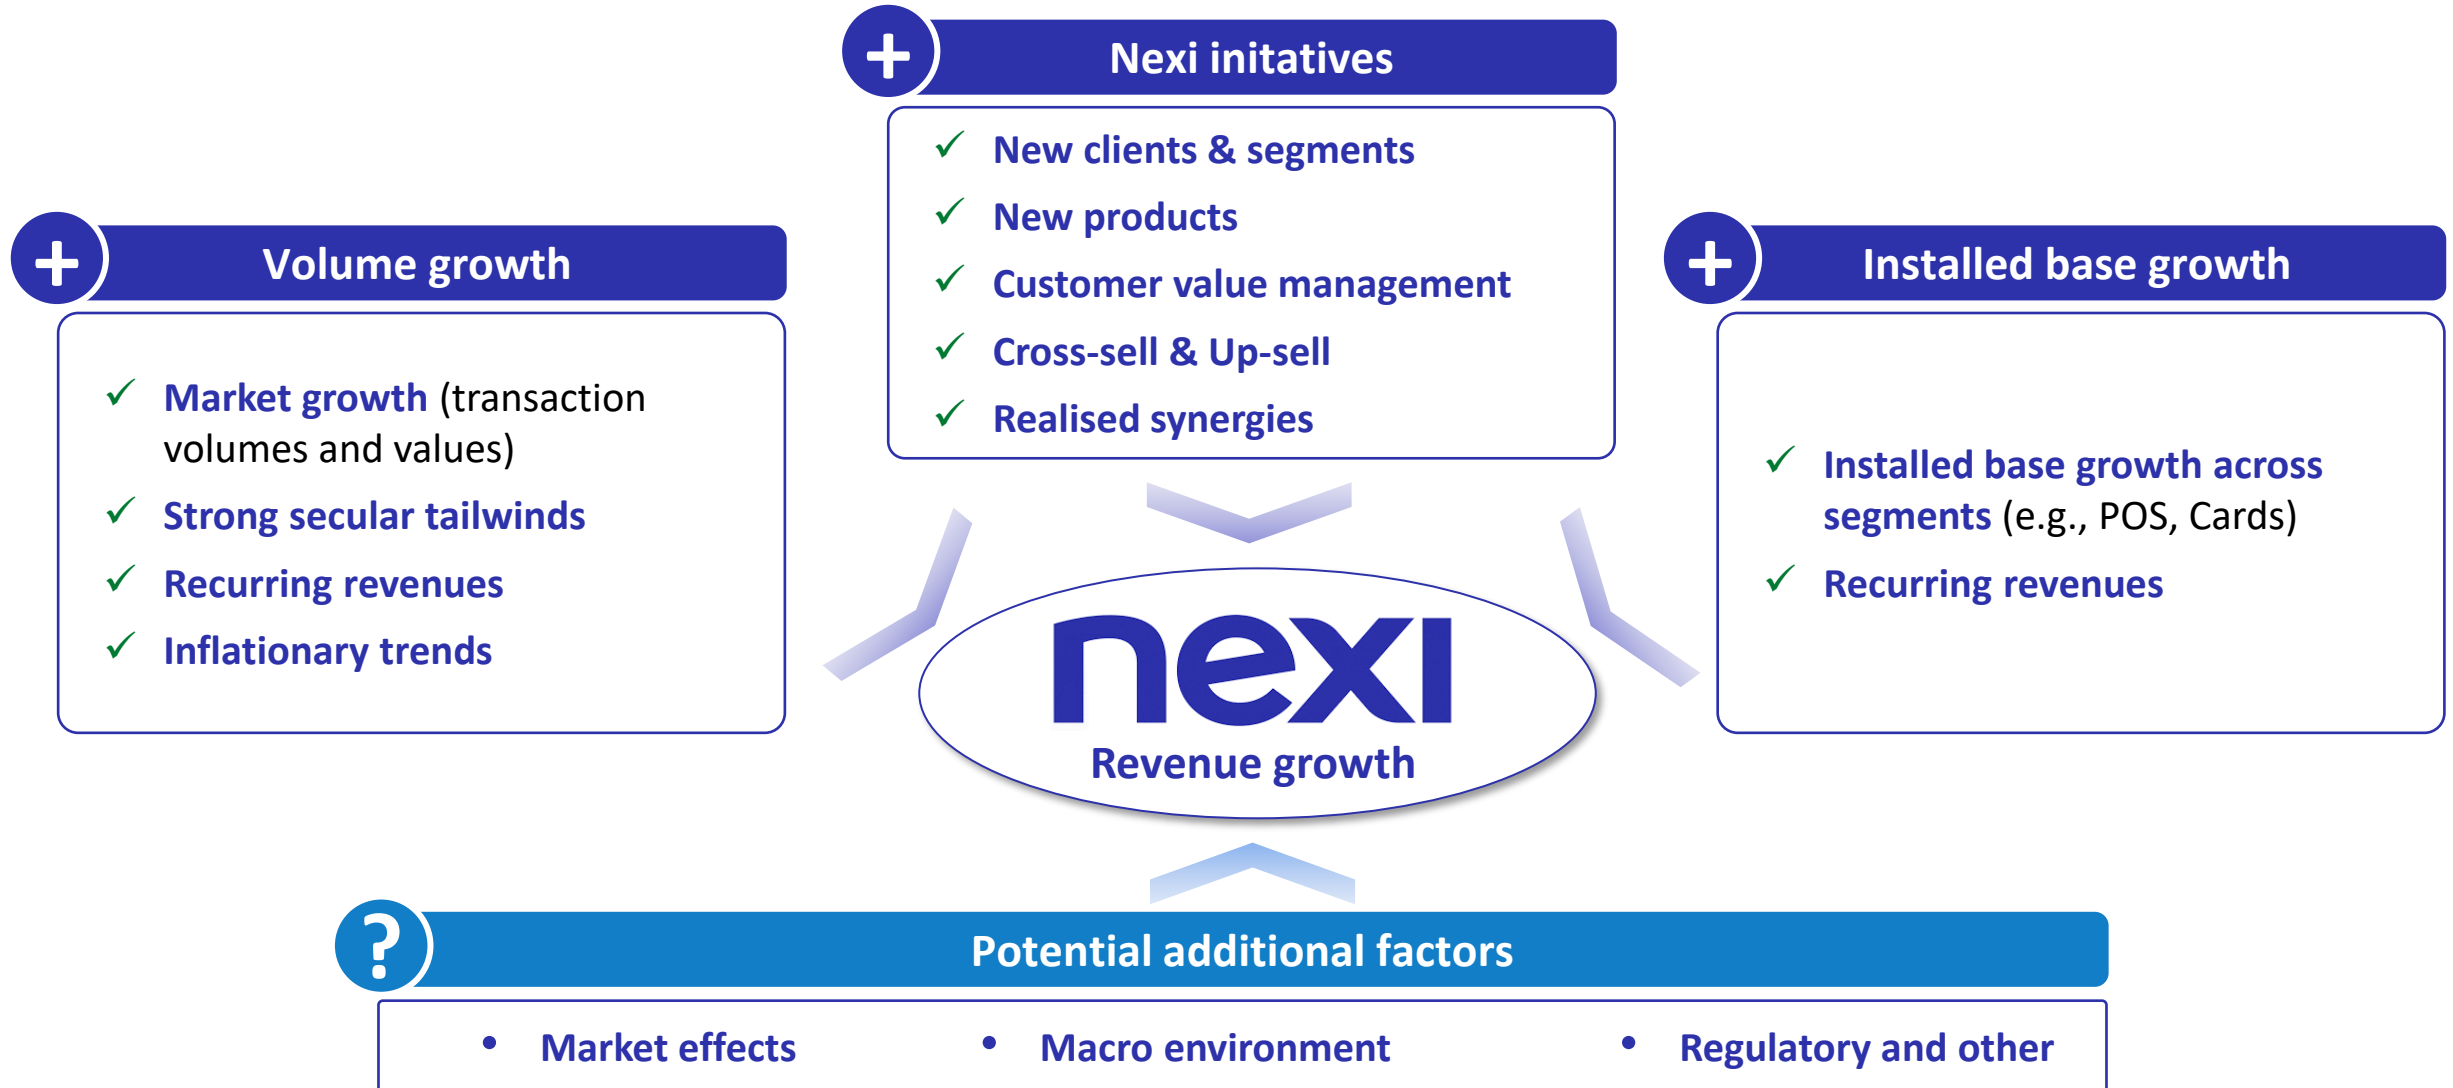 +
Nexi initatives
✓ New clients & segments
✓ New products
✓ Customer value management
✓ Cross-sell & Up-sell
✓ Realised synergies
+
Volume growth
✓ Market growth (transaction
volumes and values)
✓ Strong secular tailwinds
✓ Recurring revenues
✓ Inflationary trends
+
Installed base growth
✓ Installed base growth across
segments (e.g., POS, Cards)
✓ Recurring revenues
nexi
Revenue growth
?
Potential additional factors
• Market effects
• Macro environment
• Regulatory and other